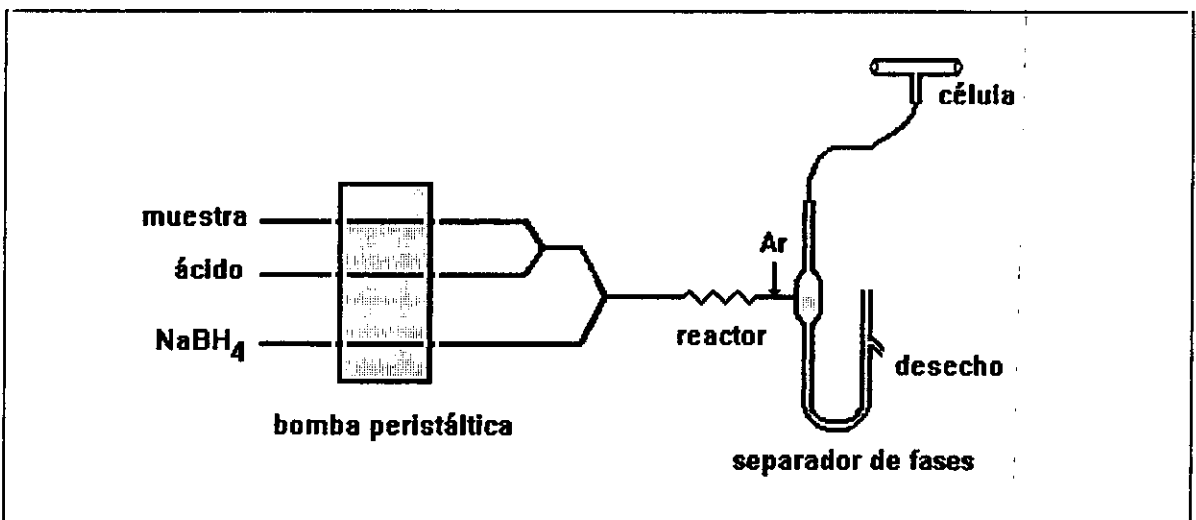 célula
muestra
Ar
ácido
reactor
NaBH4
desecho
bomba peristáltica
separador de fases